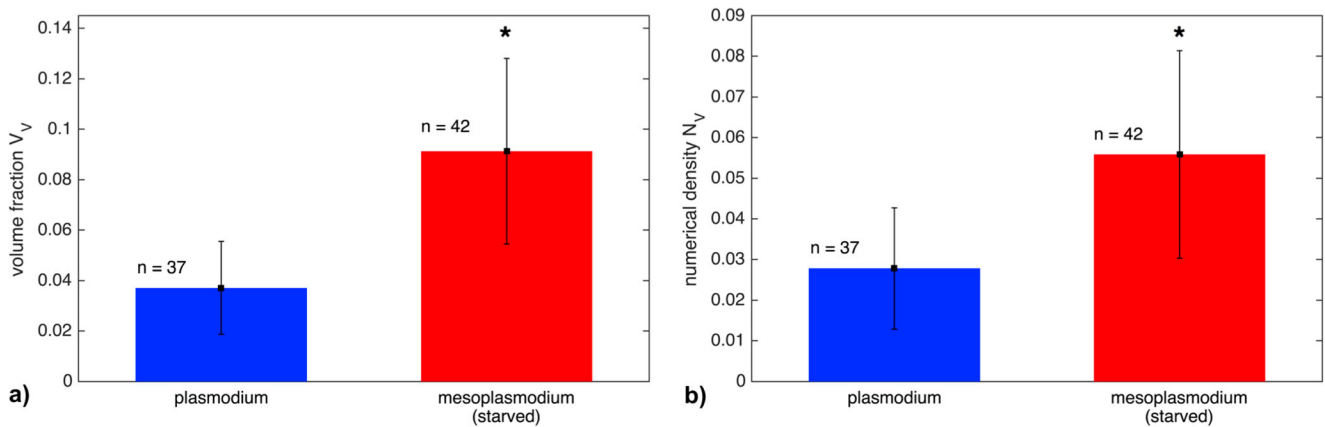 0.14
0.12
0.1
0.08
0.06
0.04
0.02
0
volume fraction V_V
n = 37
n = 42
*
plasmodium
mesoplasmodium
(starved)
a)
0.09
0.08
0.07
0.06
0.05
0.04
0.03
0.02
0.01
0
numerical density N_V
n = 37
n = 42
*
plasmodium
mesoplasmodium
(starved)
b)